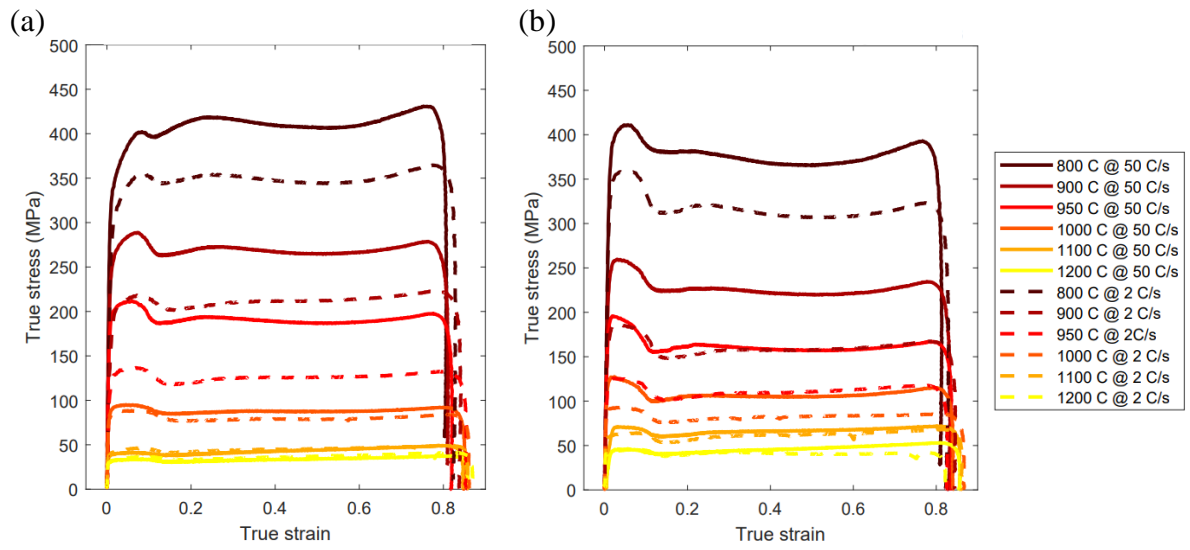 (a)
500
450
400
350
300
250
200
150
100
50
0
True stress (MPa)
0
0.2
0.4
0.6
0.8
True strain
(b)
500
450
400
350
300
250
200
150
100
50
0
True stress (MPa)
0
0.2
0.4
0.6
0.8
True strain
800 C @ 50 C/s
900 C @ 50 C/s
950 C @ 50 C/s
1000 C @ 50 C/s
1100 C @ 50 C/s
1200 C @ 50 C/s
800 C @ 2 C/s
900 C @ 2 C/s
950 C @ 2C/s
1000 C @ 2 C/s
1100 C @ 2 C/s
1200 C @ 2 C/s